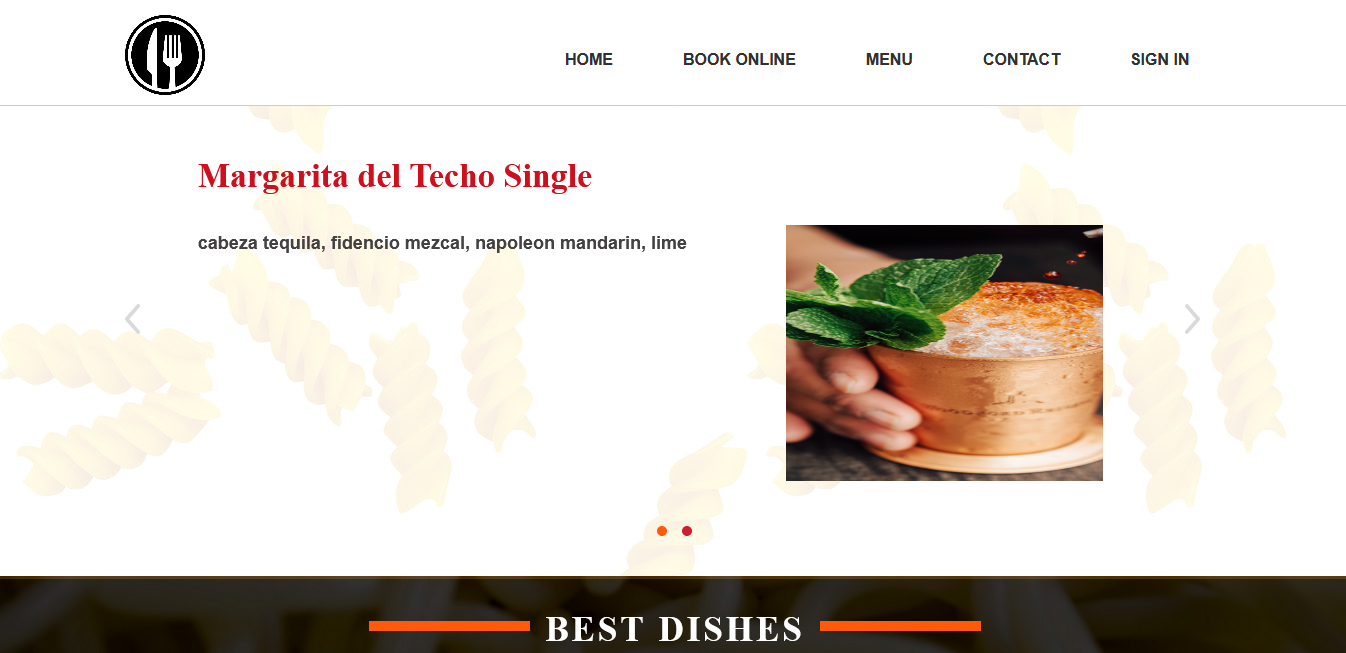 HOME BOOK ONLINE MENU CONTACT SIGN IN
Margarita del Techo Single
cabeza tequila, fidencio mezcal, napoleon mandarin, lime
BEST DISHES